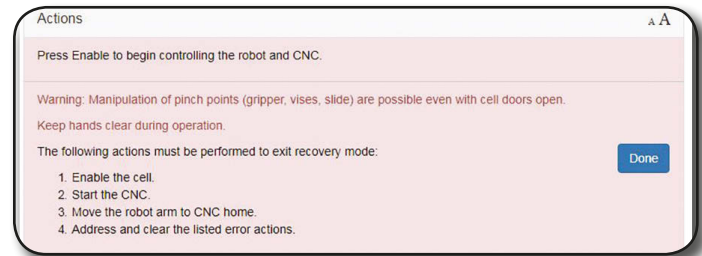 Actions
A A
Press Enable to begin controlling the robot and CNC.
Warning: Manipulation of pinch points (gripper, vises, slide) are possible even with cell doors open.
Keep hands clear during operation.
The following actions must be performed to exit recovery mode:
Done
1. Enable the cell.
2. Start the CNC.
3. Move the robot arm to CNC home.
4. Address and clear the listed error actions.